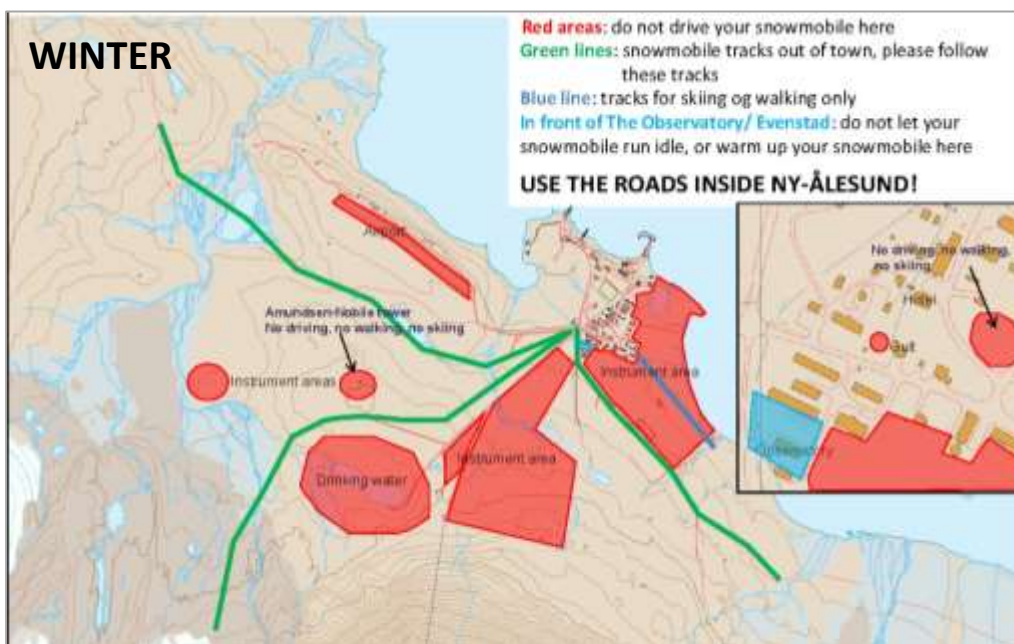 WINTER
Red areas: do not drive your snowmobile here
Green lines: snowmobile tracks out of town, please follow
these tracks
Blue line: tracks for skiing og walking only
In front of The Observatory/ Evenstad: do not let your
snowmobile run idle, or warm up your snowmobile here
USE THE ROADS INSIDE NY-ÅLESUND!
Airport
Amundsen-Nobile tower
No driving, no walking, no skiing
Instrument areas
Instrument area
Instrument area
Drinking water
No driving, no walking,
no skiing
Hotel
Observatory